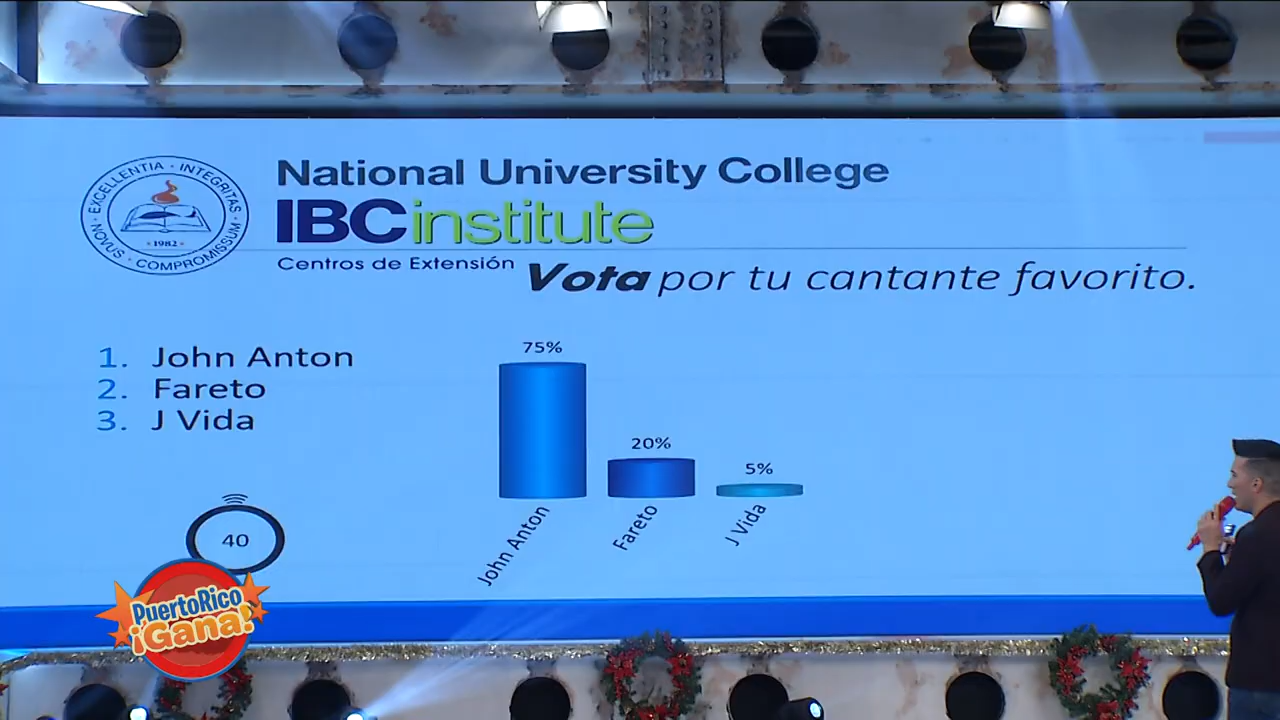 EXCELLENTIA · INTEGRITAS
· NOVUS · COMPROMISSUM ·
• 1982 •
National University College
IBCinstitute
Centros de Extensión
Vota por tu cantante favorito.
1. John Anton
2. Fareto
3. J Vida
75%
20%
5%
John Anton
Fareto
J Vida
40
PuertoRico
¡Gana!